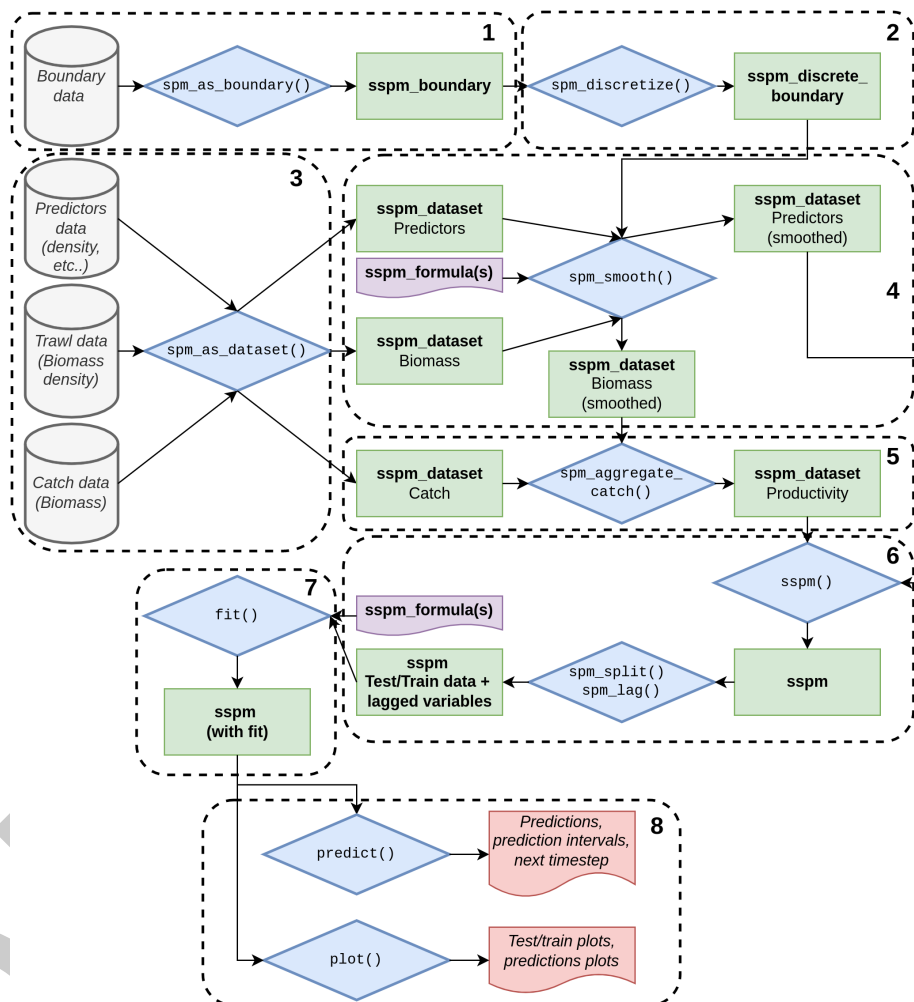 1
Boundary
data
spm_as_boundary()
sspm_boundary
2
spm_discretize()
sspm_discrete_
boundary
3
Predictors
data
(density,
etc..)
Trawl data
(Biomass
density)
Catch data
(Biomass)
spm_as_dataset()
4
sspm_dataset
Predictors
sspm_formula(s)
sspm_dataset
Biomass
spm_smooth()
sspm_dataset
Predictors
(smoothed)
sspm_dataset
Biomass
(smoothed)
5
sspm_dataset
Catch
spm_aggregate_
catch()
sspm_dataset
Productivity
6
sspm()
sspm
spm_split()
spm_lag()
sspm_formula(s)
sspm
Test/Train data +
lagged variables
7
fit()
sspm
(with fit)
8
predict()
Predictions,
prediction intervals,
next timestep
plot()
Test/train plots,
predictions plots